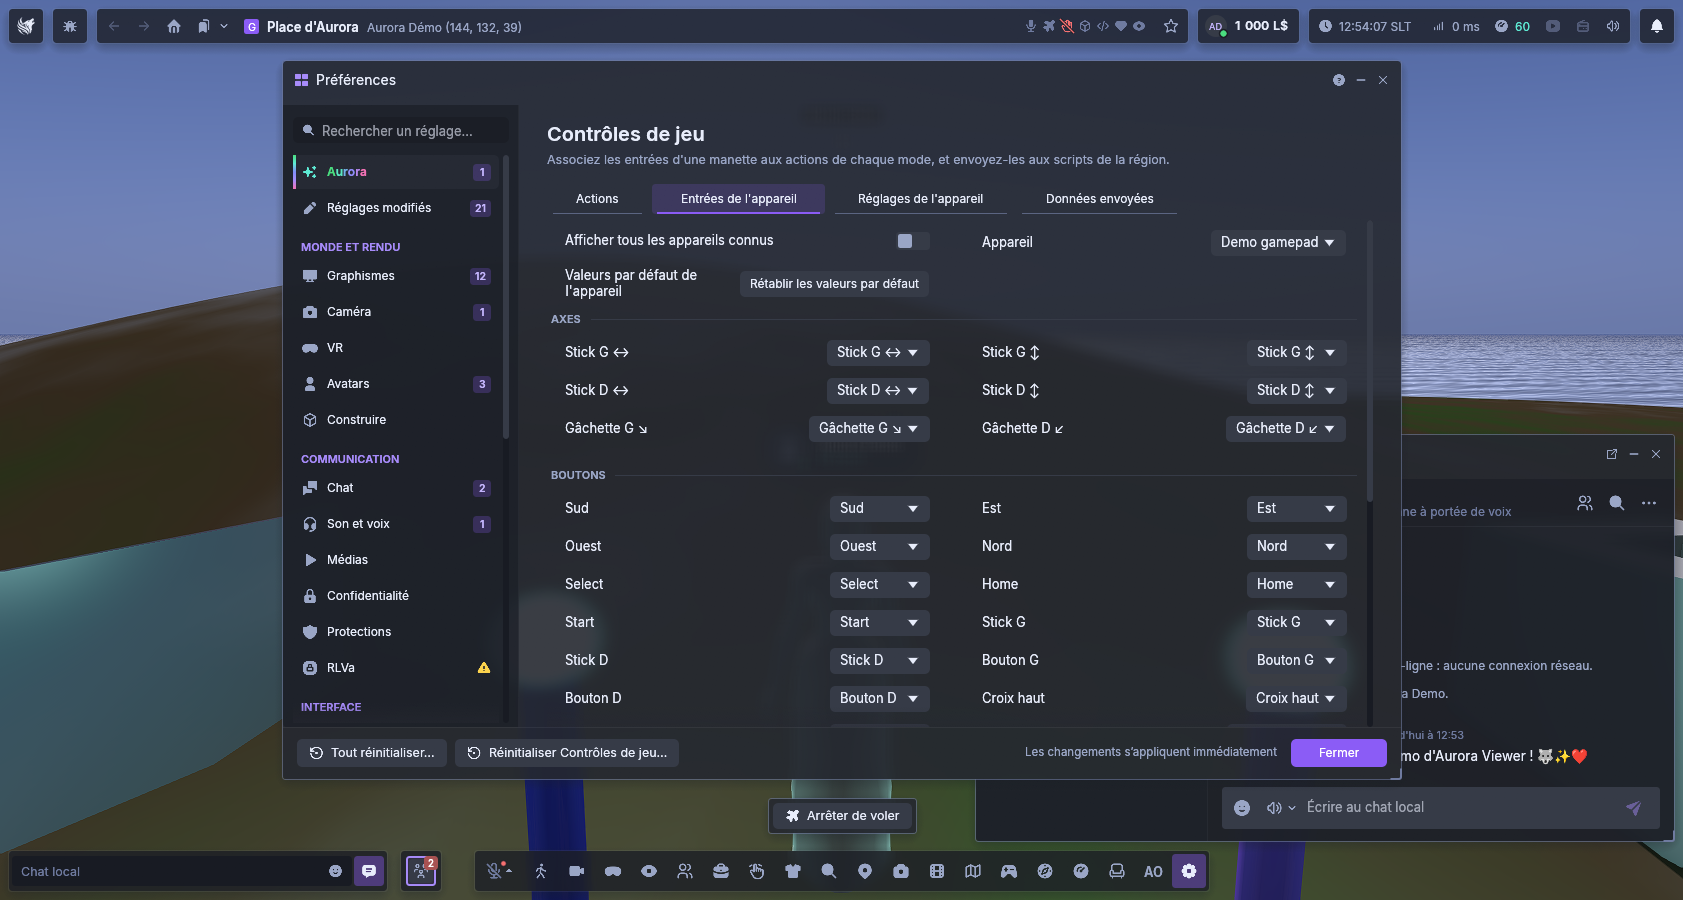 Place d'Aurora Aurora Démo (144, 132, 39)
AD 1 000 L$
12:54:07 SLT 0 ms 60
Préférences
Rechercher un réglage...
Aurora 1
Réglages modifiés 21
MONDE ET RENDU
Graphismes 12
Caméra 1
VR
Avatars 3
Construire
COMMUNICATION
Chat 2
Son et voix 1
Médias
Confidentialité
Protections
RLVa
INTERFACE
Contrôles de jeu
Associez les entrées d'une manette aux actions de chaque mode, et envoyez-les aux scripts de la région.
Actions Entrées de l'appareil Réglages de l'appareil Données envoyées
Afficher tous les appareils connus
Appareil Demo gamepad
Valeurs par défaut de l'appareil Rétablir les valeurs par défaut
AXES
Stick G ↔ Stick G ↔ Stick G ↕ Stick G ↕
Stick D ↔ Stick D ↔ Stick D ↕ Stick D ↕
Gâchette G ↘ Gâchette G ↘ Gâchette D ↙ Gâchette D ↙
BOUTONS
Sud Sud Est Est
Ouest Ouest Nord Nord
Select Select Home Home
Start Start Stick G Stick G
Stick D Stick D Bouton G Bouton G
Bouton D Bouton D Croix haut Croix haut
Tout réinitialiser... Réinitialiser Contrôles de jeu... Les changements s'appliquent immédiatement Fermer
ne à portée de voix
-ligne : aucune connexion réseau.
a Demo.
d'hui à 12:53
mo d'Aurora Viewer ! 🐺✨❤️
Écrire au chat local
Arrêter de voler
Chat local
2
AO